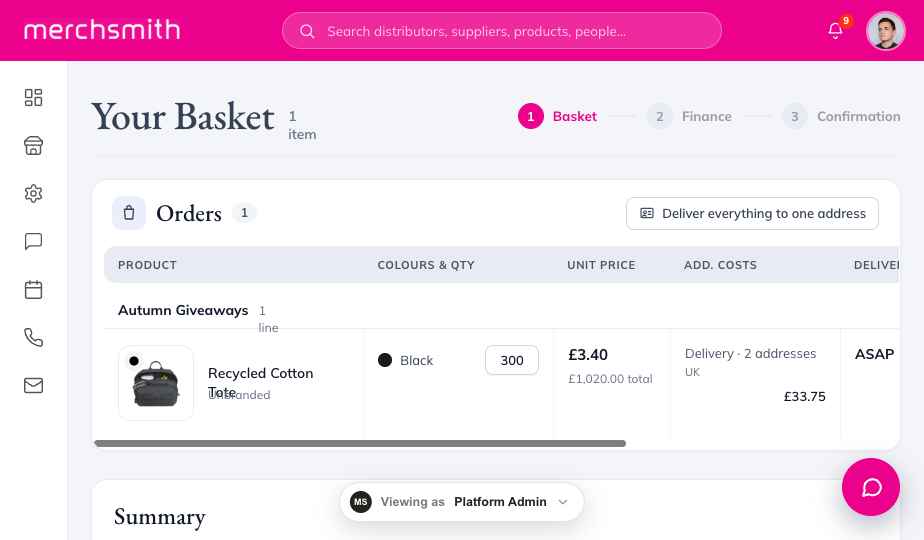 merchsmith
Search distributors, suppliers, products, people...
9
Your Basket
1
item
1 Basket
2 Finance
3 Confirmation
Orders 1
Deliver everything to one address
PRODUCT
COLOURS & QTY
UNIT PRICE
ADD. COSTS
DELIVE
Autumn Giveaways
1
line
Recycled Cotton
Tote
Unbranded
Black
300
£3.40
£1,020.00 total
Delivery · 2 addresses
UK
£33.75
ASAP
Summary
MS Viewing as Platform Admin